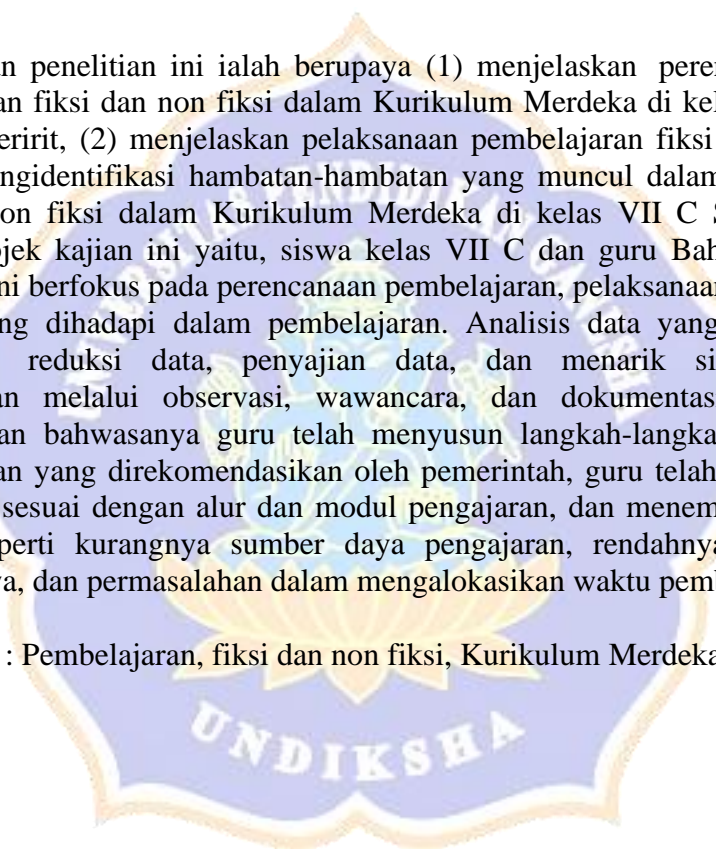 an penelitian ini ialah berupaya (1) menjelaskan peren
an fiksi dan non fiksi dalam Kurikulum Merdeka di kel
eririt, (2) menjelaskan pelaksanaan pembelajaran fiksi
ngidentifikasi hambatan-hambatan yang muncul dalam
on fiksi dalam Kurikulum Merdeka di kelas VII C S
jek kajian ini yaitu, siswa kelas VII C dan guru Bah
ni berfokus pada perencanaan pembelajaran, pelaksanaan
ng dihadapi dalam pembelajaran. Analisis data yang
reduksi data, penyajian data, dan menarik si
an melalui observasi, wawancara, dan dokumentas
an bahwasanya guru telah menyusun langkah-langka
an yang direkomendasikan oleh pemerintah, guru telah
sesuai dengan alur dan modul pengajaran, dan menem
perti kurangnya sumber daya pengajaran, rendahnya
a, dan permasalahan dalam mengalokasikan waktu pemb
: Pembelajaran, fiksi dan non fiksi, Kurikulum Merdeka
UNIVERSITAS PENDIDIKAN GANESHA
UNDIKSHA